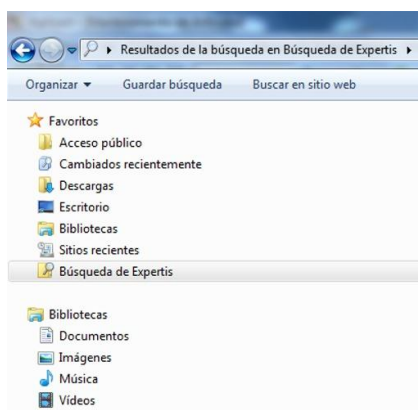 Resultados de la búsqueda en Búsqueda de Expertis
Organizar Guardar búsqueda Buscar en sitio web
Favoritos
Acceso público
Cambiados recientemente
Descargas
Escritorio
Bibliotecas
Sitios recientes
Búsqueda de Expertis
Bibliotecas
Documentos
Imágenes
Música
Vídeos